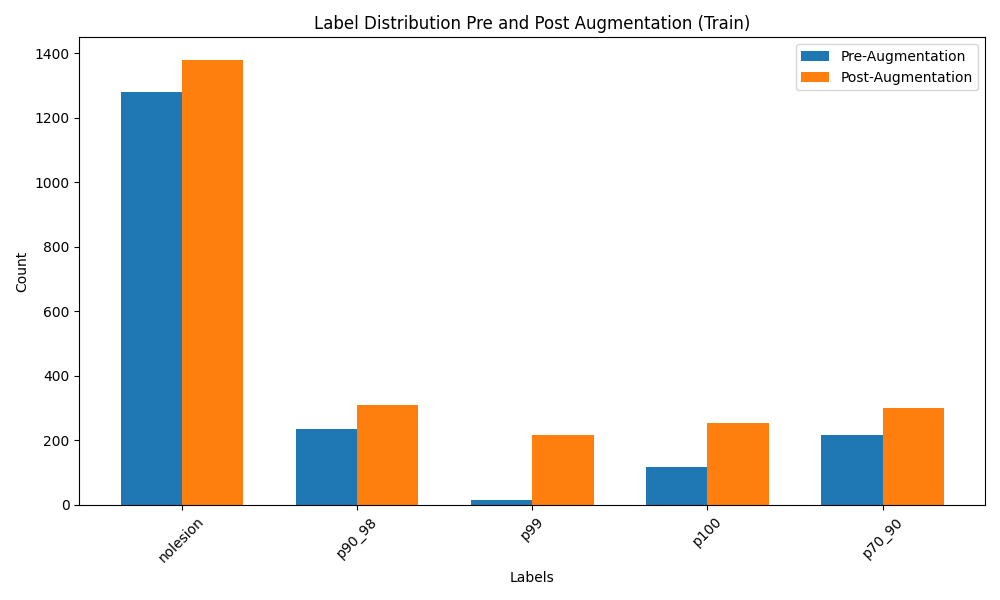 Label Distribution Pre and Post Augmentation (Train)
Pre-Augmentation
Post-Augmentation
1400
1200
1000
800
600
400
200
0
Count
nolesion
p90_98
p99
p100
p70_90
Labels